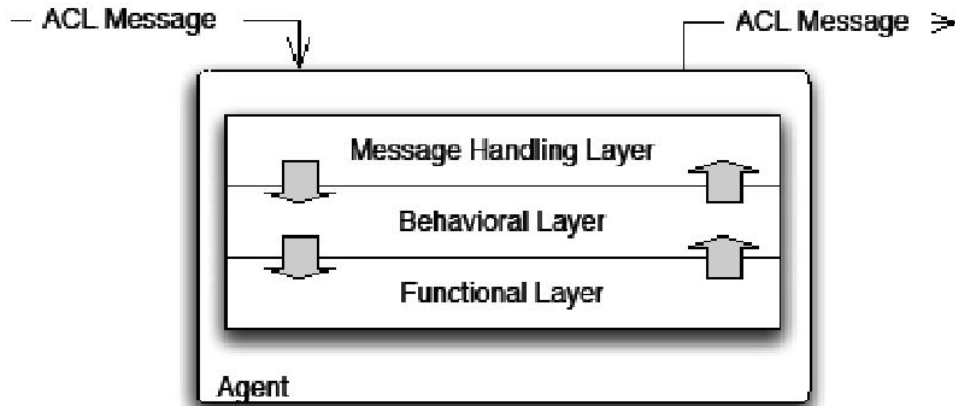 ACL Message
ACL Message
Message Handling Layer
Behavioral Layer
Functional Layer
Agent